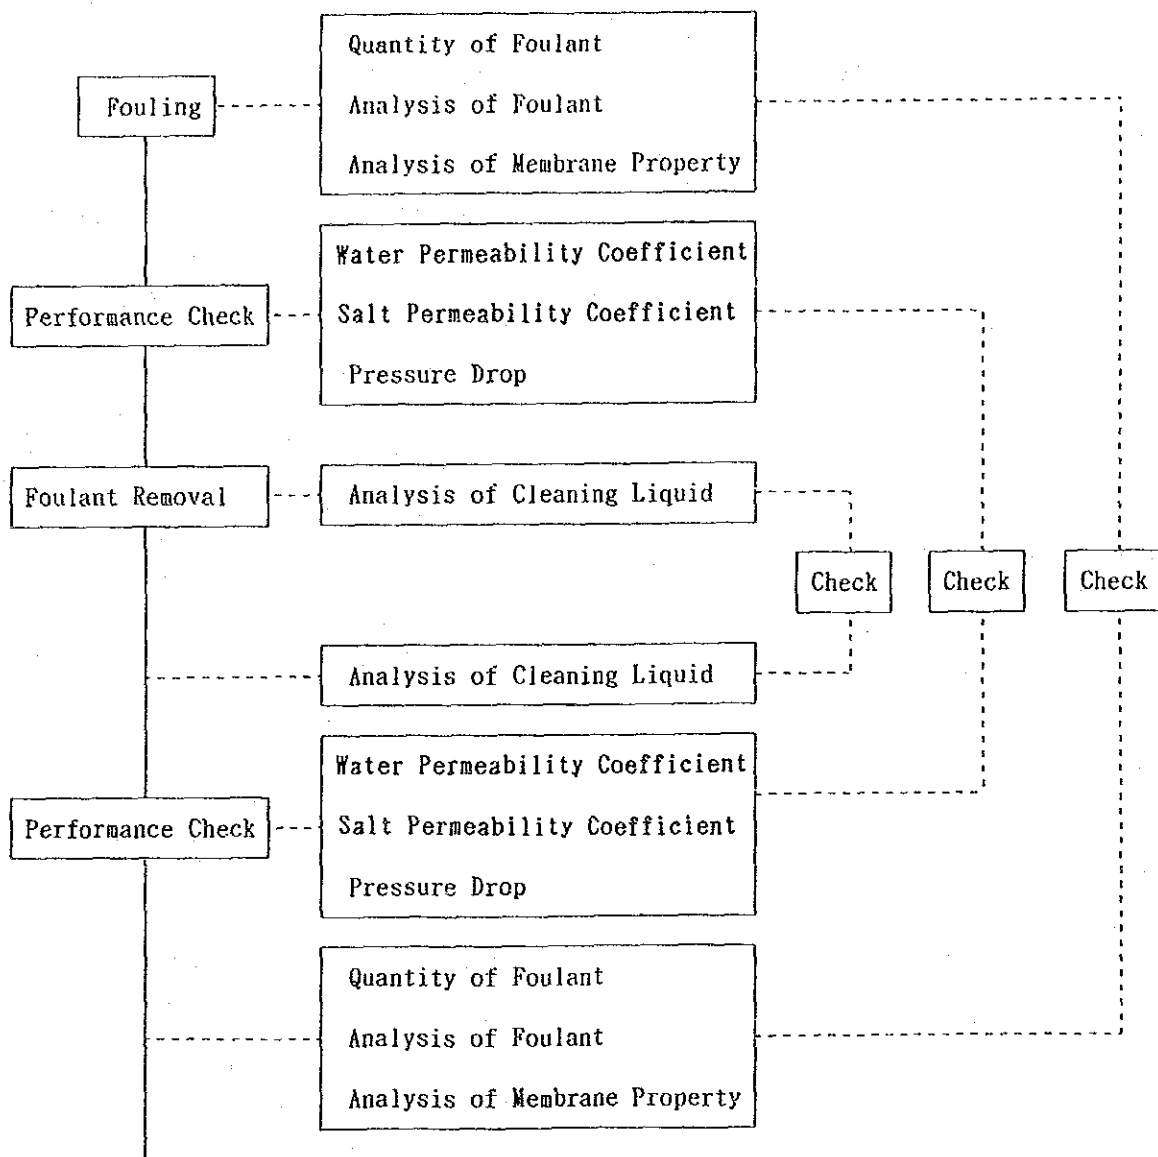 Quantity of Foulant
Fouling
Analysis of Foulant
Analysis of Membrane Property
Water Permeability Coefficient
Performance Check
Salt Permeability Coefficient
Pressure Drop
Foulant Removal
Analysis of Cleaning Liquid
Check
Check
Check
Analysis of Cleaning Liquid
Water Permeability Coefficient
Performance Check
Salt Permeability Coefficient
Pressure Drop
Quantity of Foulant
Analysis of Foulant
Analysis of Membrane Property